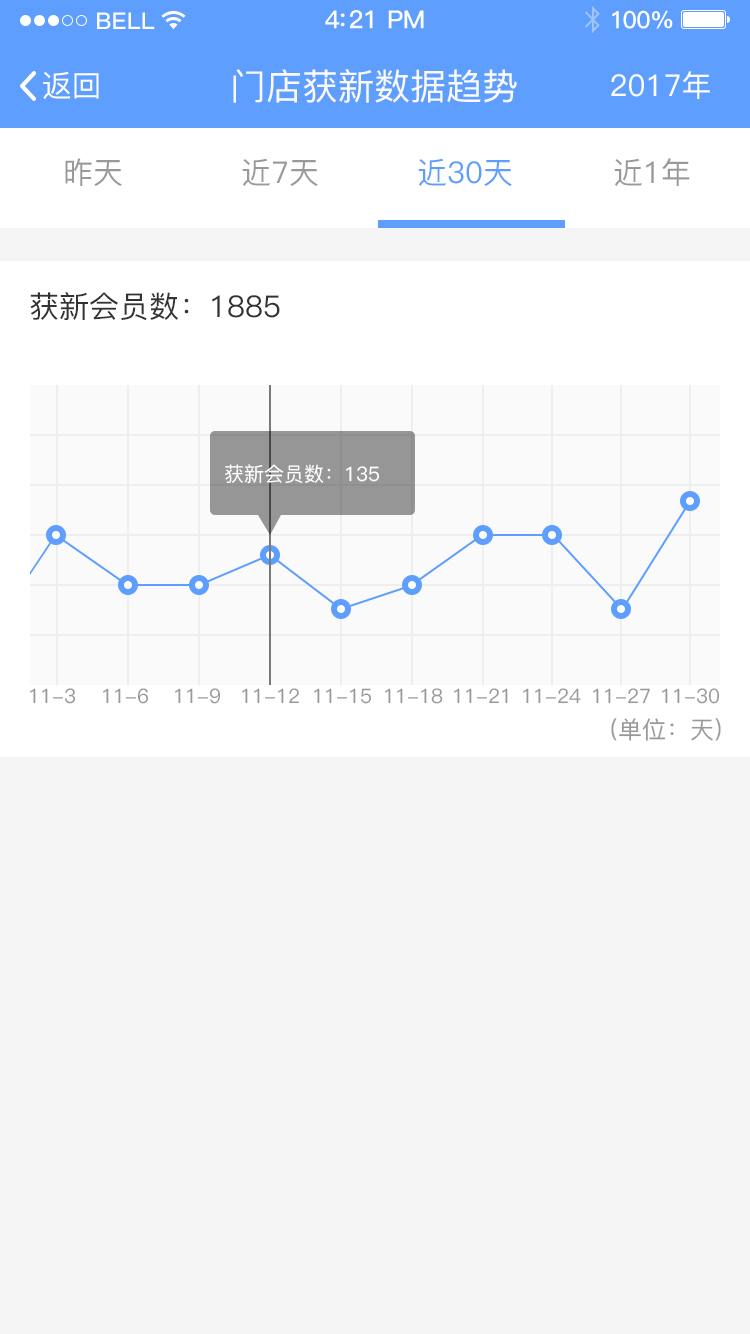 BELL 4:21 PM 100%
返回 门店获新数据趋势 2017年
昨天 近7天 近30天 近1年
获新会员数：1885
获新会员数：135
11-3 11-6 11-9 11-12 11-15 11-18 11-21 11-24 11-27 11-30
(单位：天)